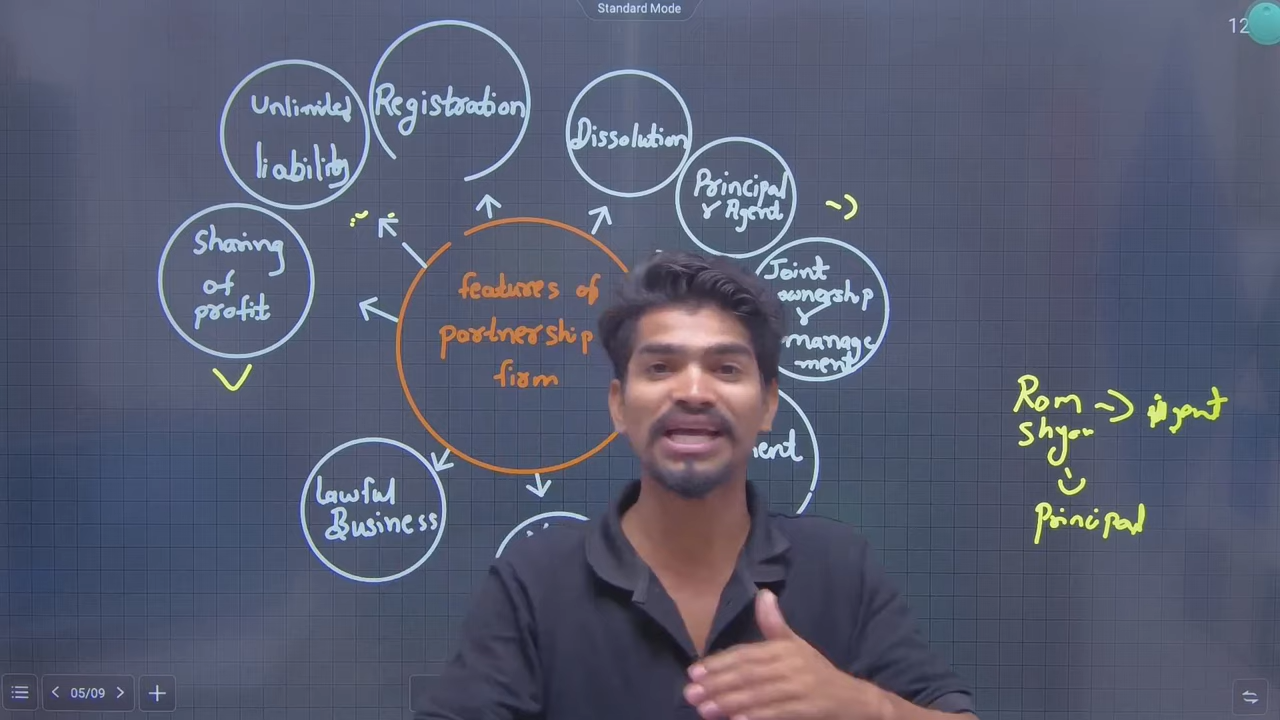 Standard Mode
12
Unlimited
liability
Registration
Dissolution
Principal
& Agent
Sharing
of
profit
Joint
ownership
&
manage
ment
features of
partnership
firm
Lawful
Business
ment
Ram
Shyam
Agent
Principal
05/09